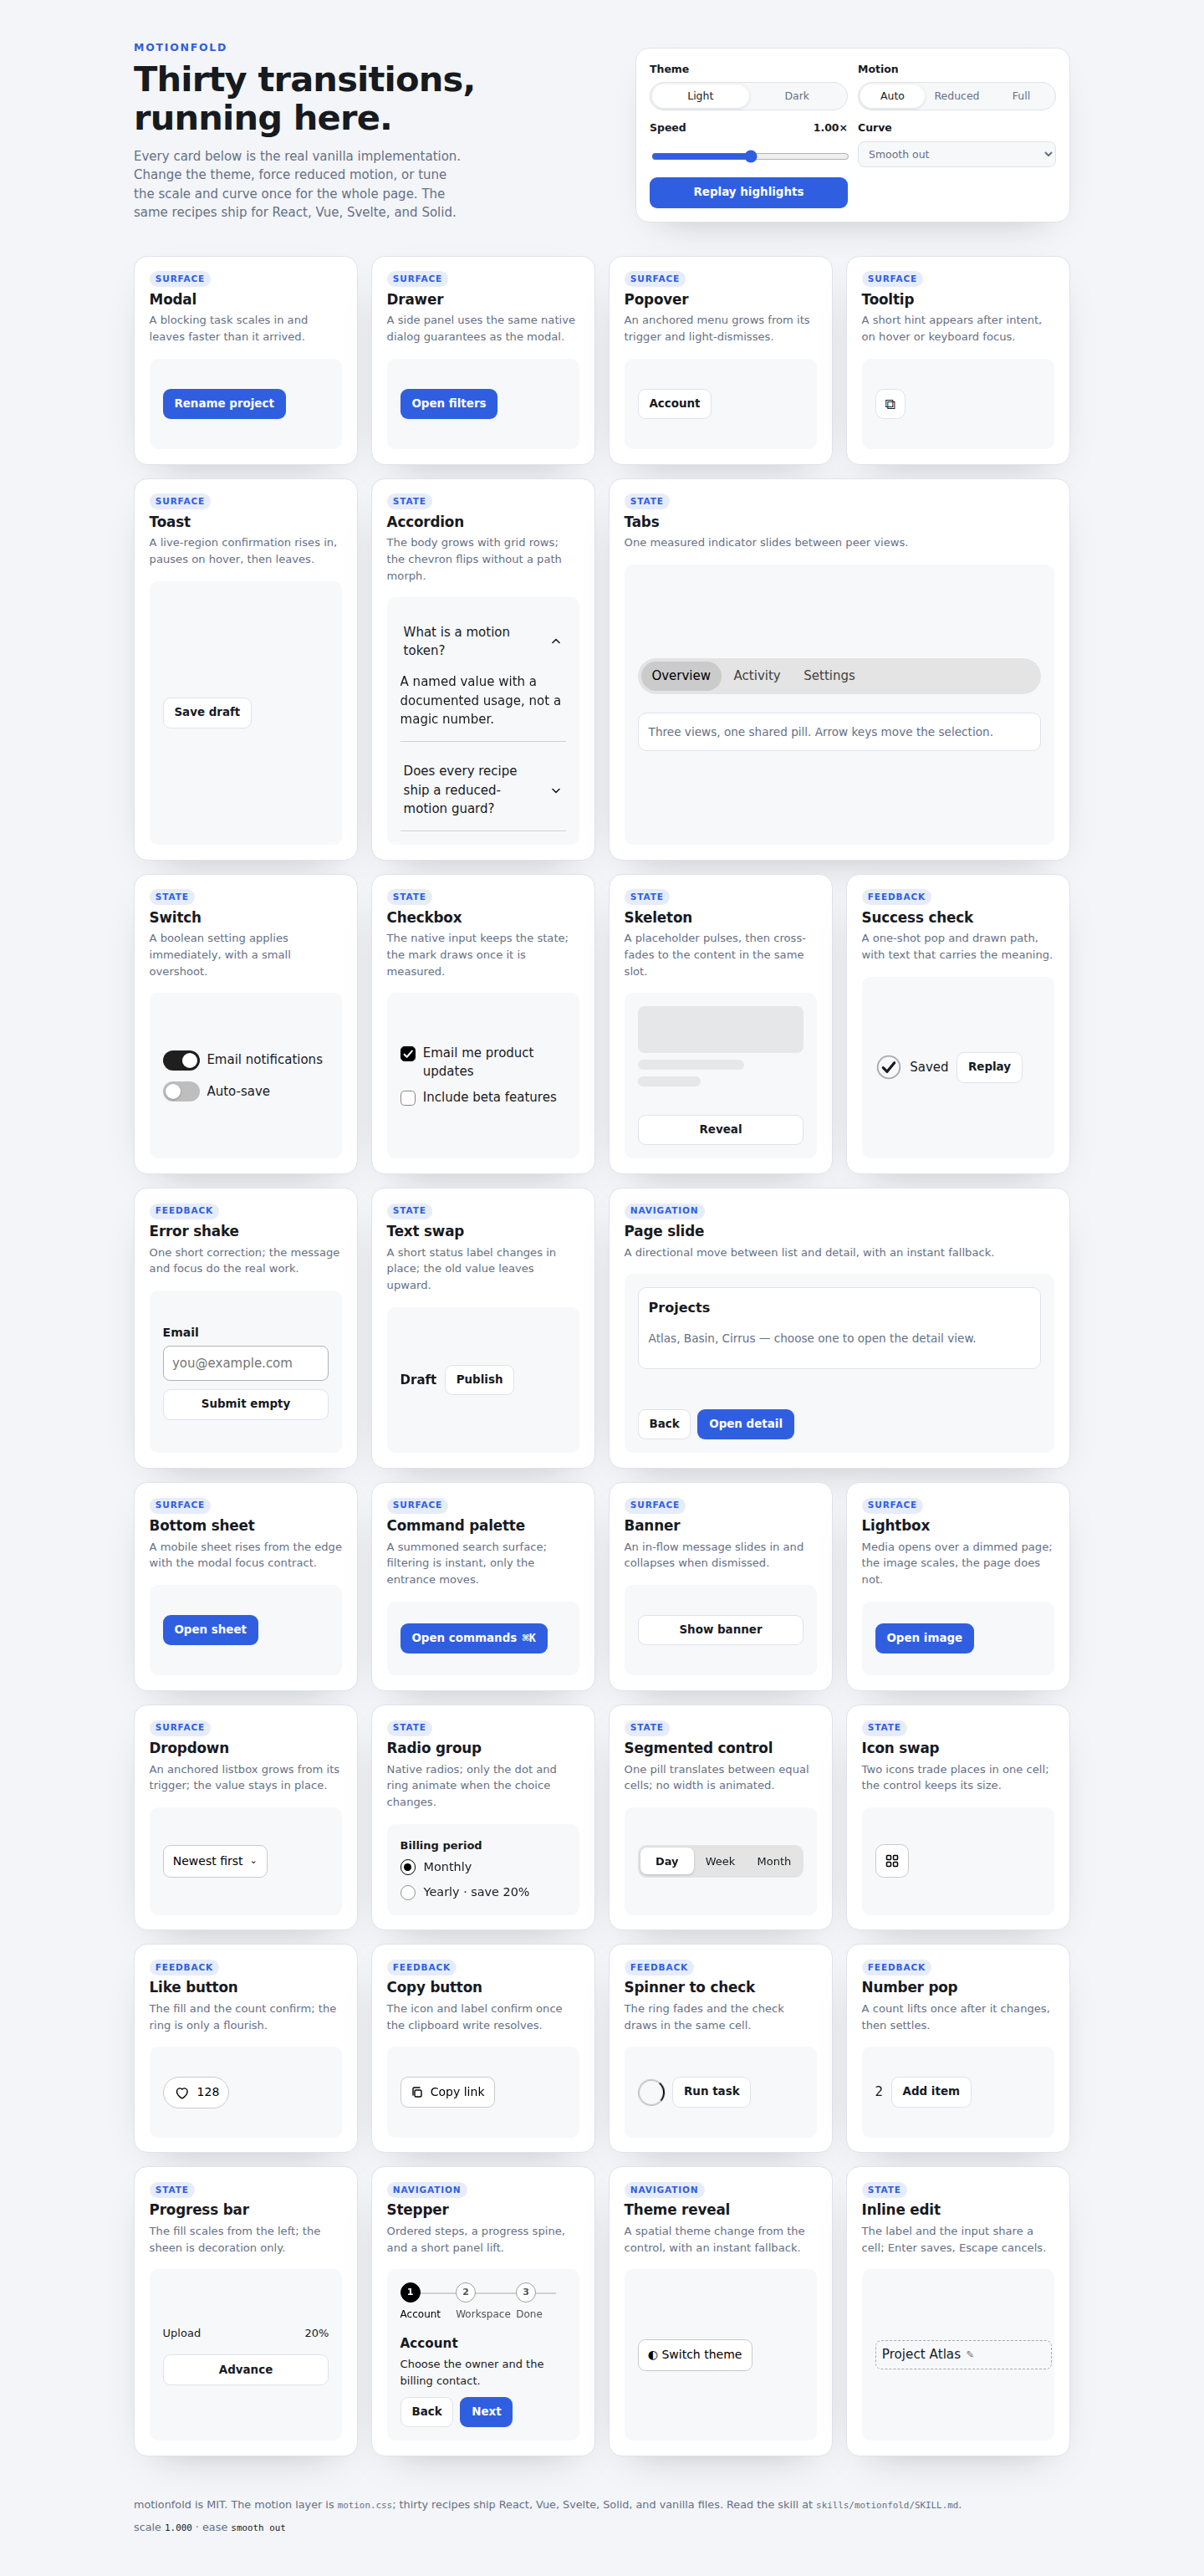 MOTIONFOLD
Thirty transitions,
running here.
Every card below is the real vanilla implementation.
Change the theme, force reduced motion, or tune
the scale and curve once for the whole page. The
same recipes ship for React, Vue, Svelte, and Solid.
Theme
Motion
Light
Dark
Auto
Reduced
Full
Speed
1.00×
Curve
Smooth out
Replay highlights
SURFACE
Modal
A blocking task scales in and
leaves faster than it arrived.
Rename project
SURFACE
Drawer
A side panel uses the same native
dialog guarantees as the modal.
Open filters
SURFACE
Popover
An anchored menu grows from its
trigger and light-dismisses.
Account
SURFACE
Tooltip
A short hint appears after intent,
on hover or keyboard focus.
SURFACE
Toast
A live-region confirmation rises in,
pauses on hover, then leaves.
Save draft
STATE
Accordion
The body grows with grid rows;
the chevron flips without a path
morph.
What is a motion
token?
A named value with a
documented usage, not a
magic number.
Does every recipe
ship a reduced-
motion guard?
STATE
Tabs
One measured indicator slides between peer views.
Overview
Activity
Settings
Three views, one shared pill. Arrow keys move the selection.
STATE
Switch
A boolean setting applies
immediately, with a small
overshoot.
Email notifications
Auto-save
STATE
Checkbox
The native input keeps the state;
the mark draws once it is
measured.
Email me product
updates
Include beta features
STATE
Skeleton
A placeholder pulses, then cross-
fades to the content in the same
slot.
Reveal
FEEDBACK
Success check
A one-shot pop and drawn path,
with text that carries the meaning.
Saved
Replay
FEEDBACK
Error shake
One short correction; the message
and focus do the real work.
Email
you@example.com
Submit empty
STATE
Text swap
A short status label changes in
place; the old value leaves
upward.
Draft
Publish
NAVIGATION
Page slide
A directional move between list and detail, with an instant fallback.
Projects
Atlas, Basin, Cirrus — choose one to open the detail view.
Back
Open detail
SURFACE
Bottom sheet
A mobile sheet rises from the edge
with the modal focus contract.
Open sheet
SURFACE
Command palette
A summoned search surface;
filtering is instant, only the
entrance moves.
Open commands ⌘K
SURFACE
Banner
An in-flow message slides in and
collapses when dismissed.
Show banner
SURFACE
Lightbox
Media opens over a dimmed page;
the image scales, the page does
not.
Open image
SURFACE
Dropdown
An anchored listbox grows from its
trigger; the value stays in place.
Newest first
STATE
Radio group
Native radios; only the dot and
ring animate when the choice
changes.
Billing period
Monthly
Yearly · save 20%
STATE
Segmented control
One pill translates between equal
cells; no width is animated.
Day
Week
Month
STATE
Icon swap
Two icons trade places in one cell;
the control keeps its size.
FEEDBACK
Like button
The fill and the count confirm; the
ring is only a flourish.
128
FEEDBACK
Copy button
The icon and label confirm once
the clipboard write resolves.
Copy link
FEEDBACK
Spinner to check
The ring fades and the check
draws in the same cell.
Run task
FEEDBACK
Number pop
A count lifts once after it changes,
then settles.
2
Add item
STATE
Progress bar
The fill scales from the left; the
sheen is decoration only.
Upload
20%
Advance
NAVIGATION
Stepper
Ordered steps, a progress spine,
and a short panel lift.
1
2
3
Account
Workspace
Done
Account
Choose the owner and the
billing contact.
Back
Next
NAVIGATION
Theme reveal
A spatial theme change from the
control, with an instant fallback.
◐ Switch theme
STATE
Inline edit
The label and the input share a
cell; Enter saves, Escape cancels.
Project Atlas ✎
motionfold is MIT. The motion layer is motion.css; thirty recipes ship React, Vue, Svelte, Solid, and vanilla files. Read the skill at skills/motionfold/SKILL.md.
scale 1.000 · ease smooth out